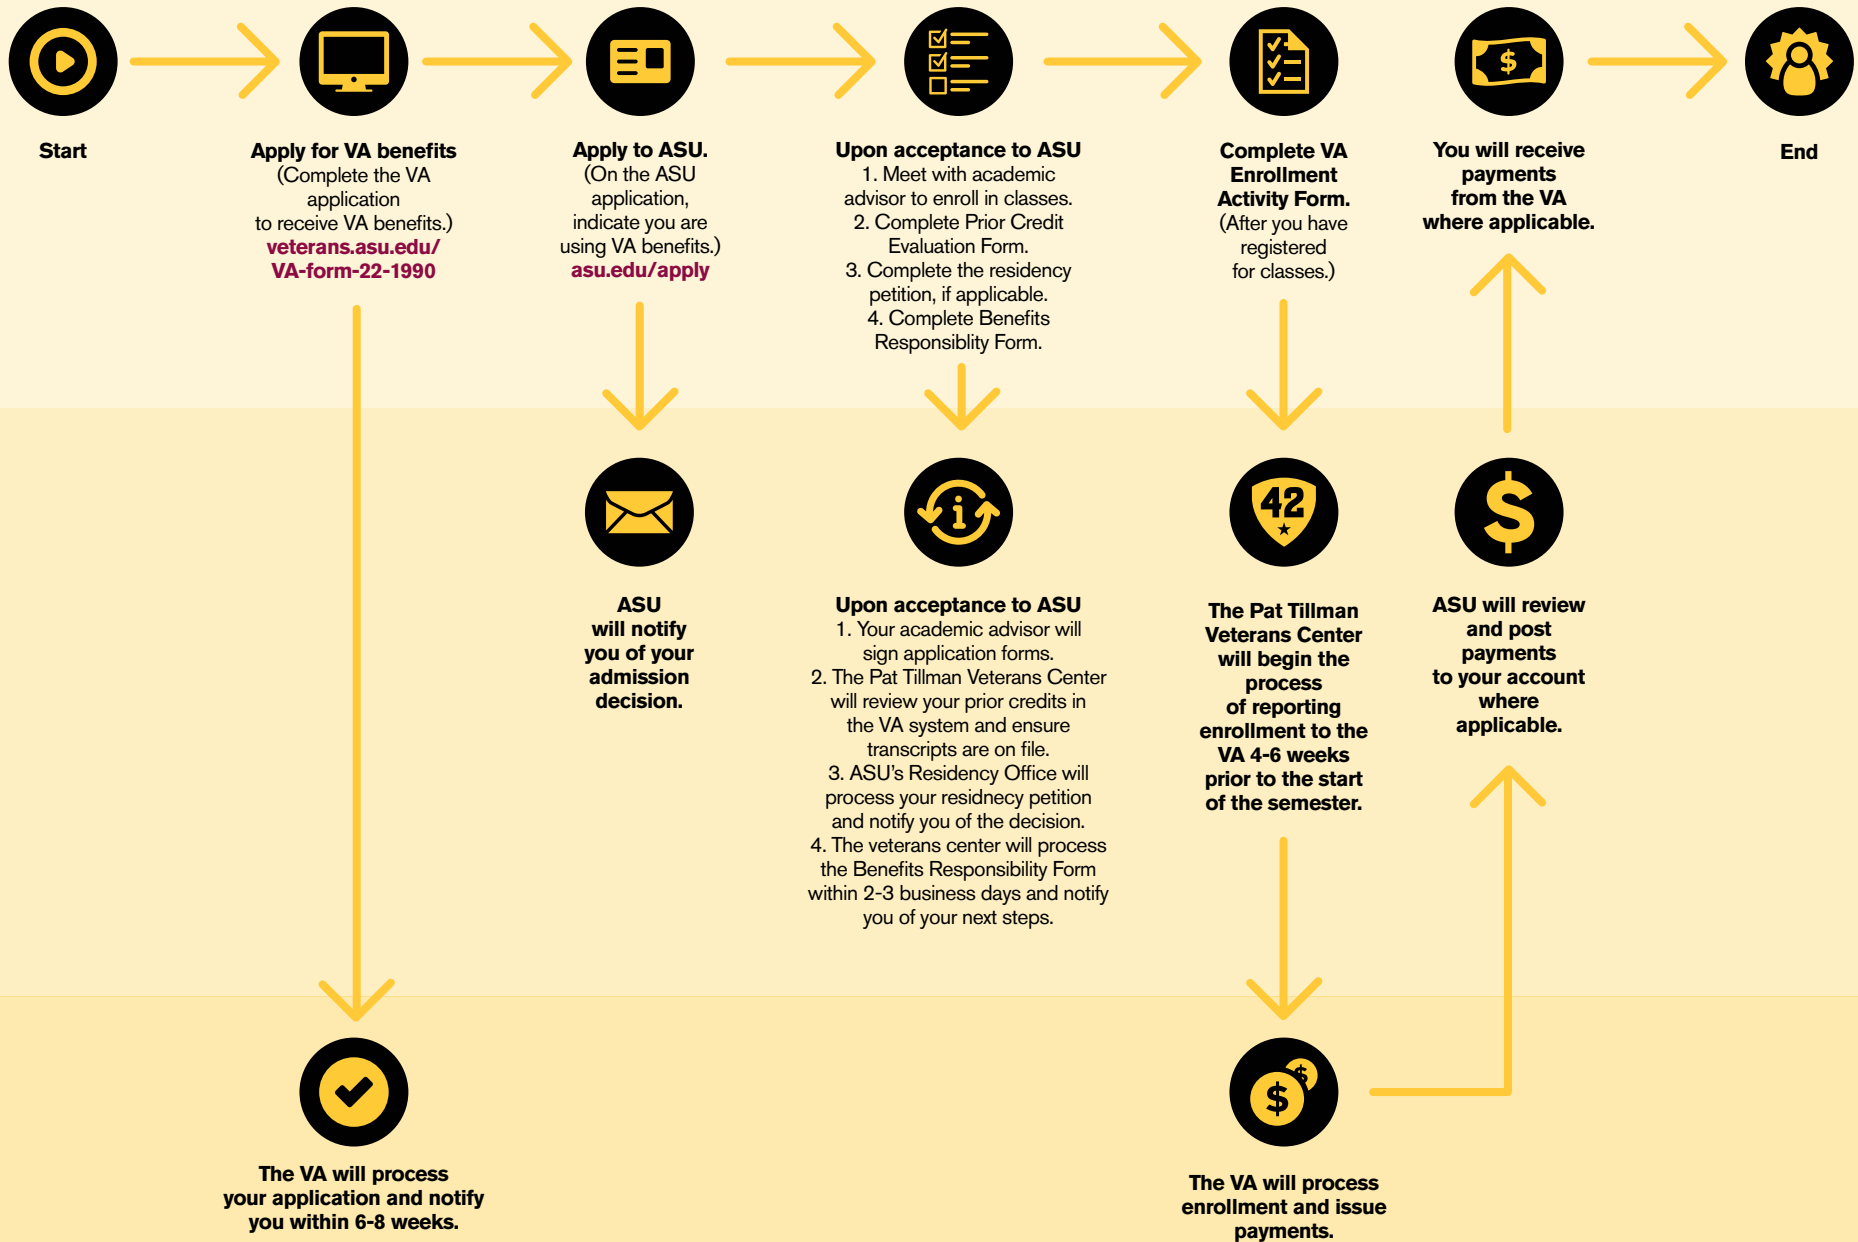 Start
Apply for VA benefits
(Complete the VA
application
to receive VA benefits.)
veterans.asu.edu/
VA-form-22-1990
Apply to ASU.
(On the ASU
application,
indicate you are
using VA benefits.)
asu.edu/apply
Upon acceptance to ASU
1. Meet with academic
advisor to enroll in classes.
2. Complete Prior Credit
Evaluation Form.
3. Complete the residency
petition, if applicable.
4. Complete Benefits
Responsiblity Form.
Complete VA
Enrollment
Activity Form.
(After you have
registered
for classes.)
$
You will receive
payments
from the VA
where applicable.
End
ASU
will notify
you of your
admission
decision.
i
Upon acceptance to ASU
1. Your academic advisor will
sign application forms.
2. The Pat Tillman Veterans Center
will review your prior credits in
the VA system and ensure
transcripts are on file.
3. ASU's Residency Office will
process your residnecy petition
and notify you of the decision.
4. The veterans center will process
the Benefits Responsibility Form
within 2-3 business days and notify
you of your next steps.
42
The Pat Tillman
Veterans Center
will begin the
process
of reporting
enrollment to the
VA 4-6 weeks
prior to the start
of the semester.
$
ASU will review
and post
payments
to your account
where
applicable.
The VA will process
your application and notify
you within 6-8 weeks.
$
$
The VA will process
enrollment and issue
payments.